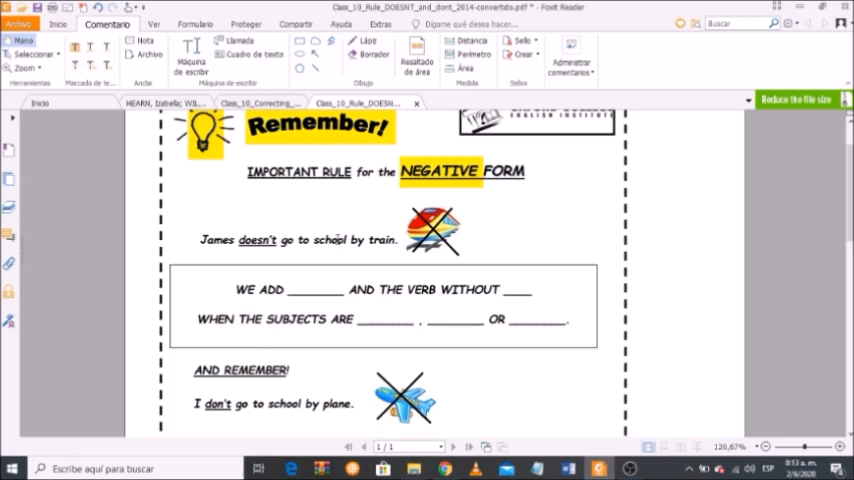 Class_10_Rule_DOESNT_and_dont_2014-convertido.pdf * - Foxit Reader
Archivo Inicio Comentario Ver Formulario Proteger Compartir Ayuda Extras Dígame qué desea hacer... Buscar
Mano Nota Llamada Lápiz Distancia Sello
Seleccionar Archivo Cuadro de texto Borrador Perímetro Crear
Zoom Máquina de escribir Resaltado de área Área Administrar comentarios
Herramientas Marcado de te... Anclar Máquina de escribir Dibujo Medida Sellos
Inicio HEARN, Izabella; WIL... Class_10_Correcting_... Class_10_Rule_DOESN... Reduce the file size
Remember!
ENGLISH INSTITUTE
IMPORTANT RULE for the NEGATIVE FORM
James doesn't go to school by train.
WE ADD ________ AND THE VERB WITHOUT ____
WHEN THE SUBJECTS ARE ________ , ________ OR ________.
AND REMEMBER!
I don't go to school by plane.
1 / 1 120,67%
Escribe aquí para buscar ESP 8:13 a. m.
2/6/2020